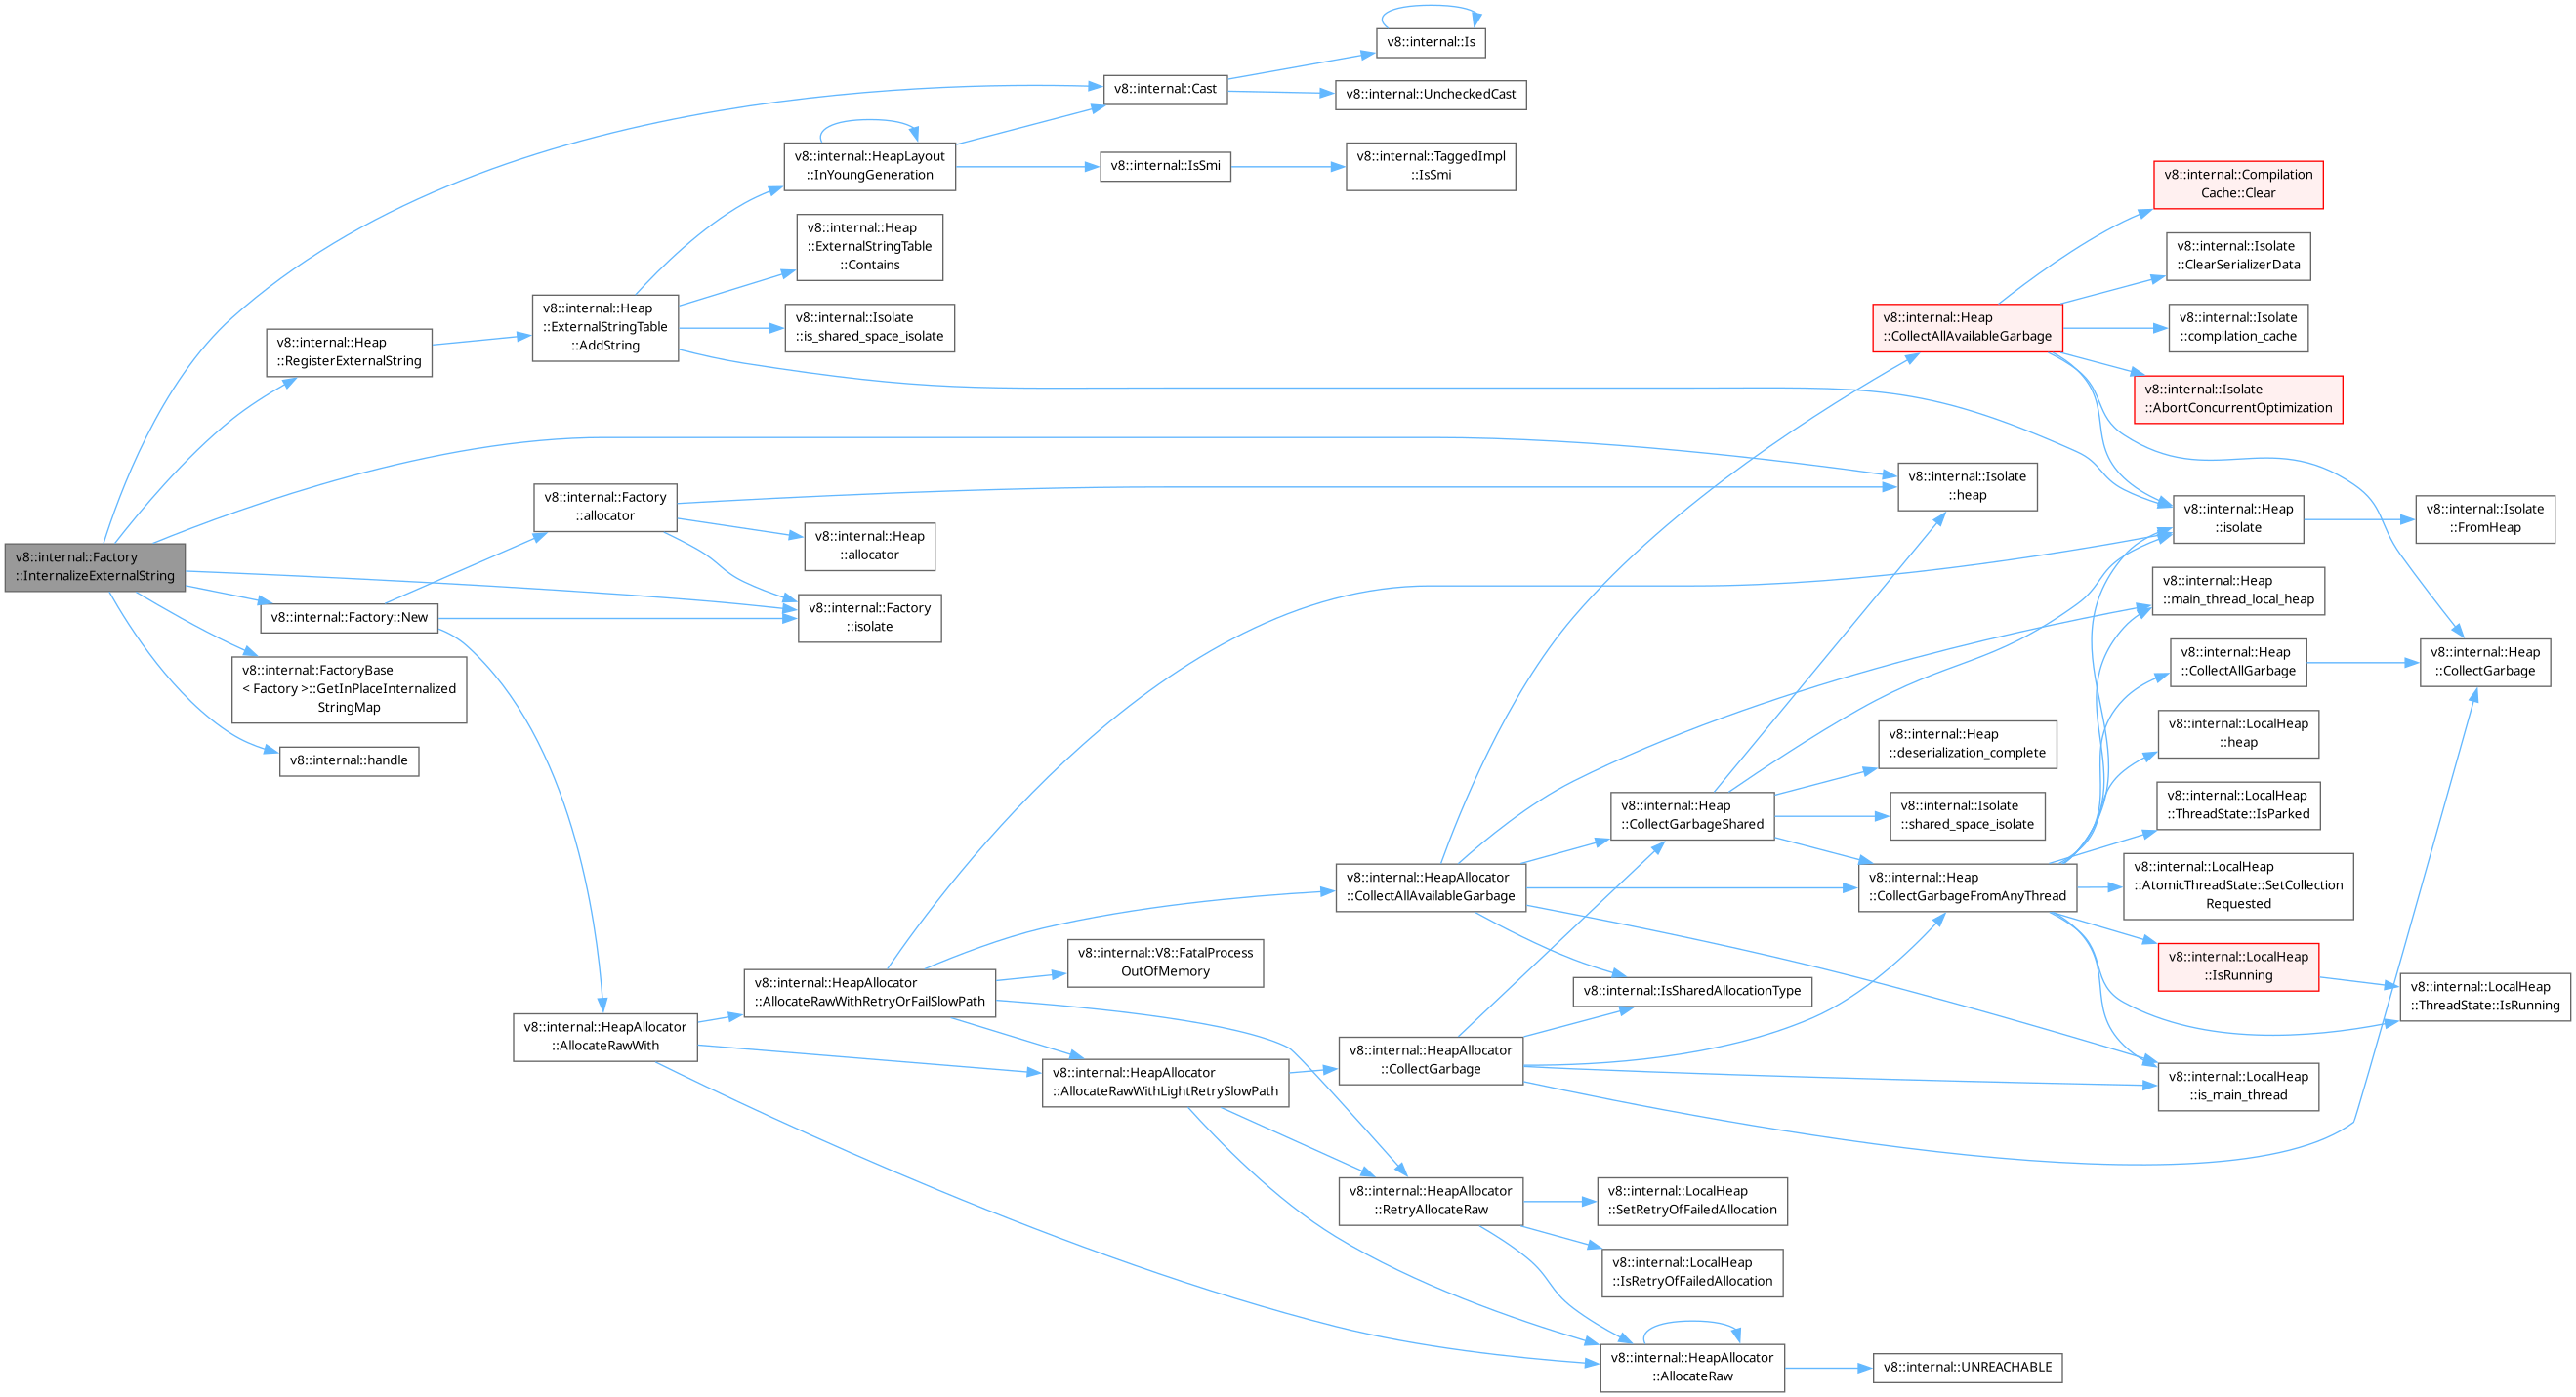 v8::internal::Factory
::InternalizeExternalString
v8::internal::Heap
::RegisterExternalString
v8::internal::Factory::New
v8::internal::FactoryBase
< Factory >::GetInPlaceInternalized
StringMap
v8::internal::handle
v8::internal::Heap
::ExternalStringTable
::AddString
v8::internal::Factory
::allocator
v8::internal::HeapAllocator
::AllocateRawWith
v8::internal::HeapLayout
::InYoungGeneration
v8::internal::Heap
::ExternalStringTable
::Contains
v8::internal::Isolate
::is_shared_space_isolate
v8::internal::Heap
::allocator
v8::internal::Factory
::isolate
v8::internal::HeapAllocator
::AllocateRawWithRetryOrFailSlowPath
v8::internal::Cast
v8::internal::IsSmi
v8::internal::V8::FatalProcess
OutOfMemory
v8::internal::HeapAllocator
::AllocateRawWithLightRetrySlowPath
v8::internal::Is
v8::internal::UncheckedCast
v8::internal::TaggedImpl
::IsSmi
v8::internal::HeapAllocator
::CollectAllAvailableGarbage
v8::internal::HeapAllocator
::CollectGarbage
v8::internal::HeapAllocator
::RetryAllocateRaw
v8::internal::Heap
::CollectGarbageShared
v8::internal::IsSharedAllocationType
v8::internal::LocalHeap
::SetRetryOfFailedAllocation
v8::internal::LocalHeap
::IsRetryOfFailedAllocation
v8::internal::HeapAllocator
::AllocateRaw
v8::internal::Heap
::CollectAllAvailableGarbage
v8::internal::Isolate
::heap
v8::internal::Heap
::deserialization_complete
v8::internal::Isolate
::shared_space_isolate
v8::internal::Heap
::CollectGarbageFromAnyThread
v8::internal::UNREACHABLE
v8::internal::Compilation
Cache::Clear
v8::internal::Isolate
::ClearSerializerData
v8::internal::Isolate
::compilation_cache
v8::internal::Isolate
::AbortConcurrentOptimization
v8::internal::Heap
::isolate
v8::internal::Heap
::main_thread_local_heap
v8::internal::Heap
::CollectAllGarbage
v8::internal::LocalHeap
::heap
v8::internal::LocalHeap
::ThreadState::IsParked
v8::internal::LocalHeap
::AtomicThreadState::SetCollection
Requested
v8::internal::LocalHeap
::IsRunning
v8::internal::LocalHeap
::is_main_thread
v8::internal::Isolate
::FromHeap
v8::internal::Heap
::CollectGarbage
v8::internal::LocalHeap
::ThreadState::IsRunning